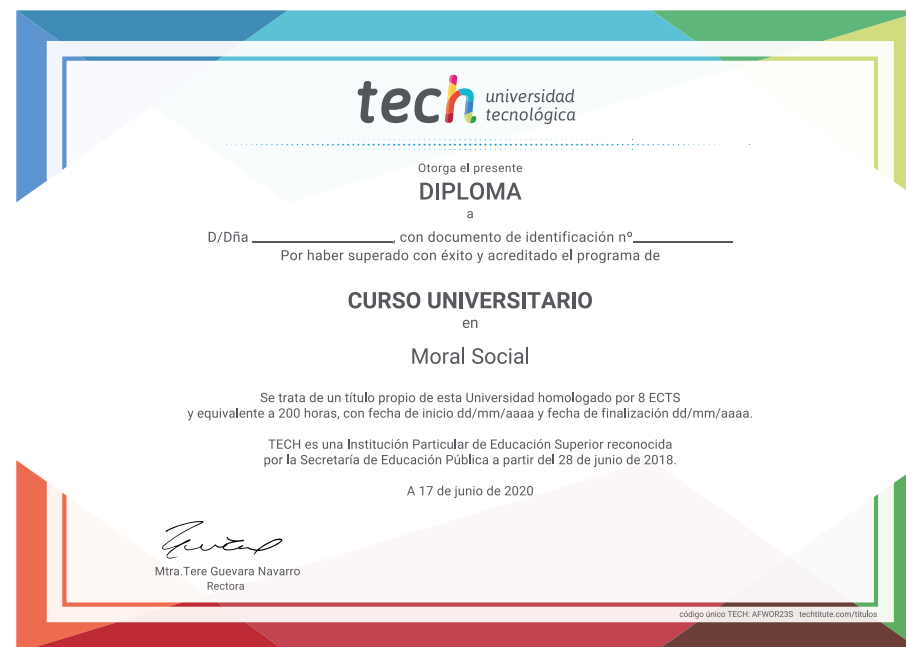 tech universidad
tecnológica
Otorga el presente
DIPLOMA
a
D/Dña ______________, con documento de identificación nº__________
Por haber superado con éxito y acreditado el programa de
CURSO UNIVERSITARIO
en
Moral Social
Se trata de un título propio de esta Universidad homologado por 8 ECTS
y equivalente a 200 horas, con fecha de inicio dd/mm/aaaa y fecha de finalización dd/mm/aaaa.
TECH es una Institución Particular de Educación Superior reconocida
por la Secretaría de Educación Pública a partir del 28 de junio de 2018.
A 17 de junio de 2020
Mtra.Tere Guevara Navarro
Rectora
código único TECH: AFWOR23S techtitute.com/titulos